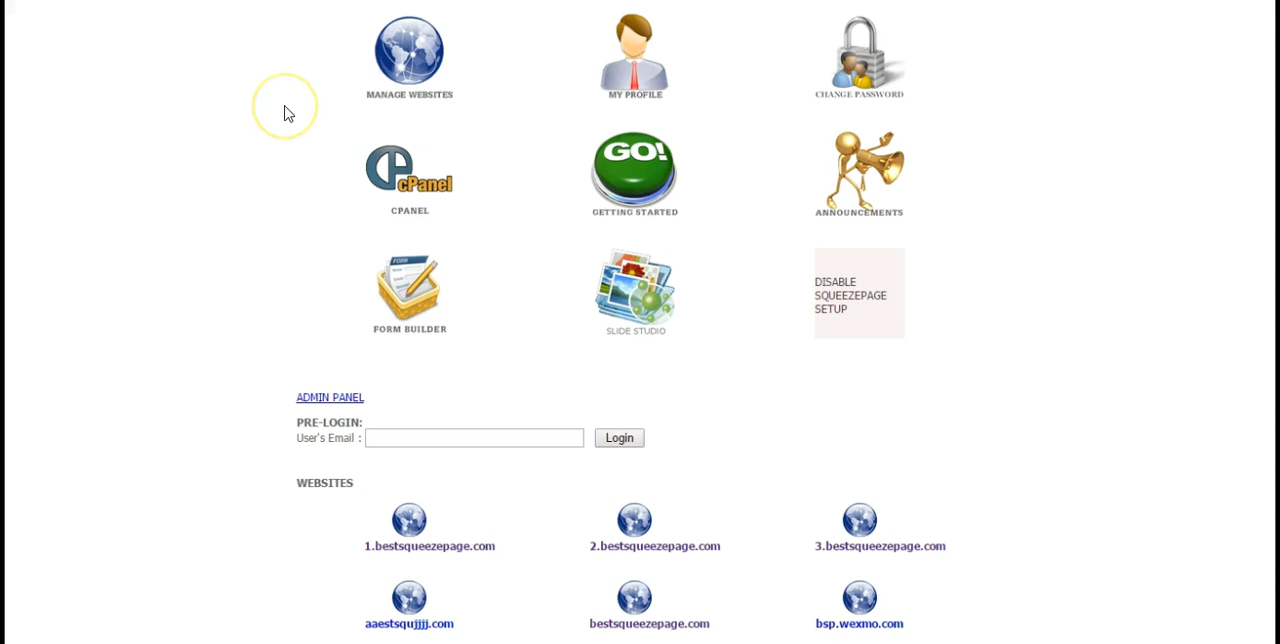 MANAGE WEBSITES
MY PROFILE
CHANGE PASSWORD
cPanel
GO!
CPANEL
GETTING STARTED
ANNOUNCEMENTS
FORM
FORM BUILDER
SLIDE STUDIO
DISABLE
SQUEEZEPAGE
SETUP
ADMIN PANEL
PRE-LOGIN:
User's Email : Login
WEBSITES
1.bestsqueezepage.com
2.bestsqueezepage.com
3.bestsqueezepage.com
aaestsqujjjj.com
bestsqueezepage.com
bsp.wexmo.com